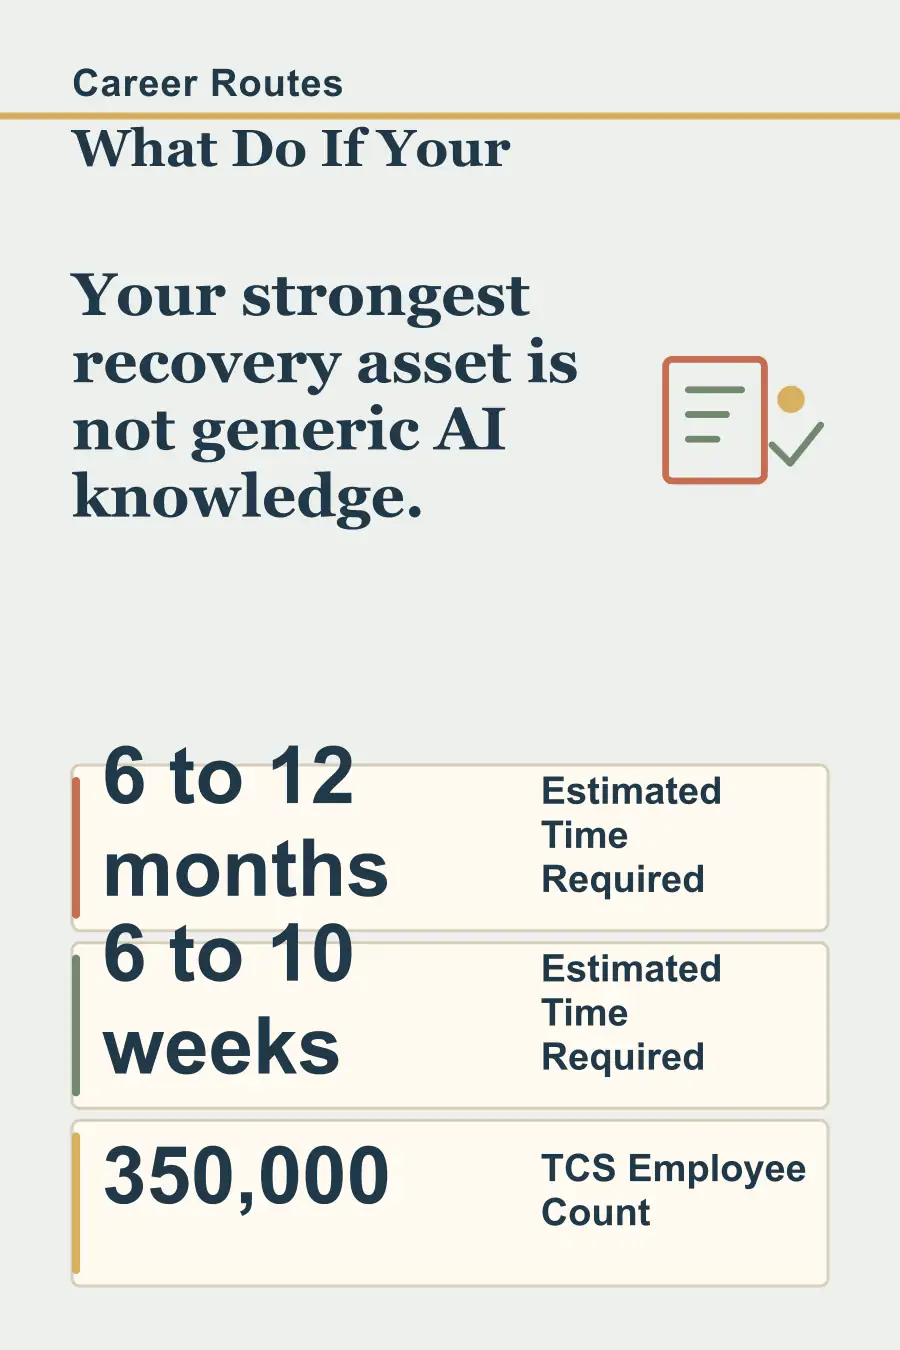 Career Routes
What Do If Your
Your strongest
recovery asset is
not generic AI
knowledge.
6 to 12
months
Estimated
Time
Required
6 to 10
weeks
Estimated
Time
Required
350,000
TCS Employee
Count